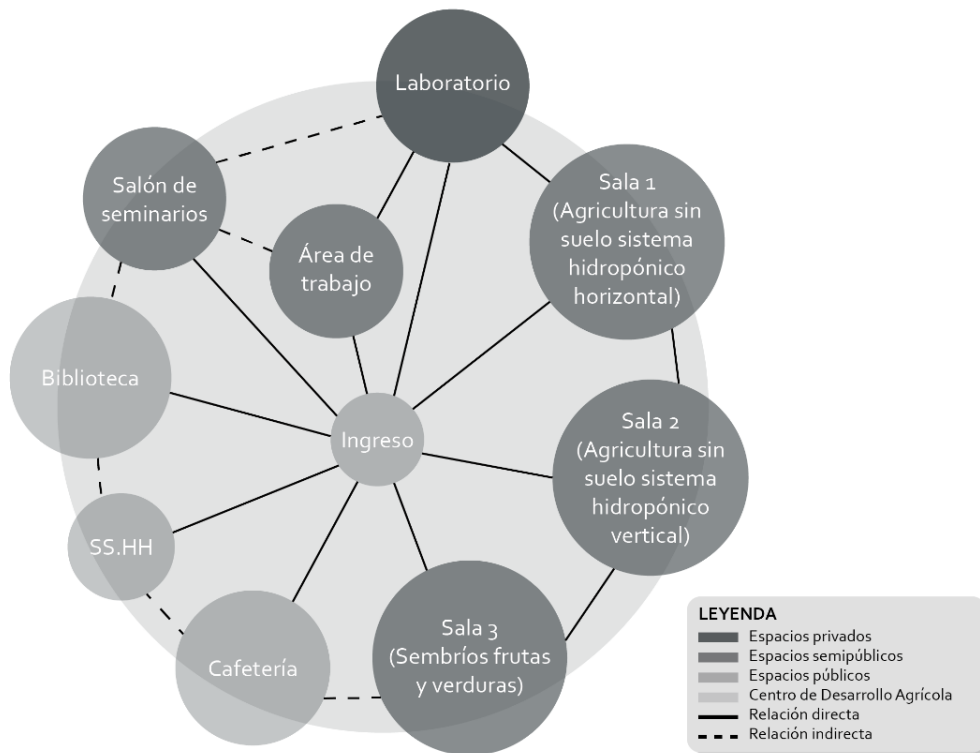 Laboratorio
Salón de
seminarios
Área de
trabajo
Sala 1
(Agricultura sin
suelo sistema
hidropónico
horizontal)
Biblioteca
Ingreso
Sala 2
(Agricultura sin
suelo sistema
hidropónico
vertical)
SS.HH
Cafetería
Sala 3
(Sembríos frutas
y verduras)
LEYENDA
Espacios privados
Espacios semipúblicos
Espacios públicos
Centro de Desarrollo Agrícola
Relación directa
Relación indirecta